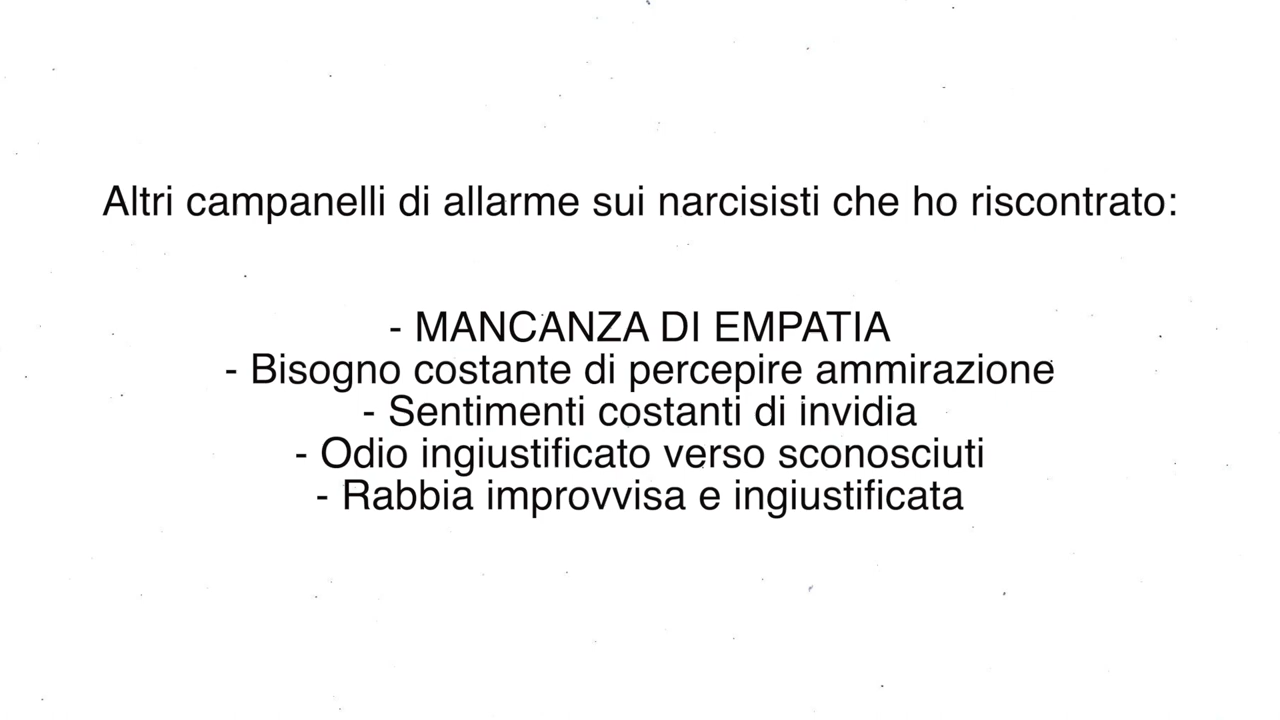 Altri campanelli di allarme sui narcisisti che ho riscontrato:
- MANCANZA DI EMPATIA
- Bisogno costante di percepire ammirazione
- Sentimenti costanti di invidia
- Odio ingiustificato verso sconosciuti
- Rabbia improvvisa e ingiustificata